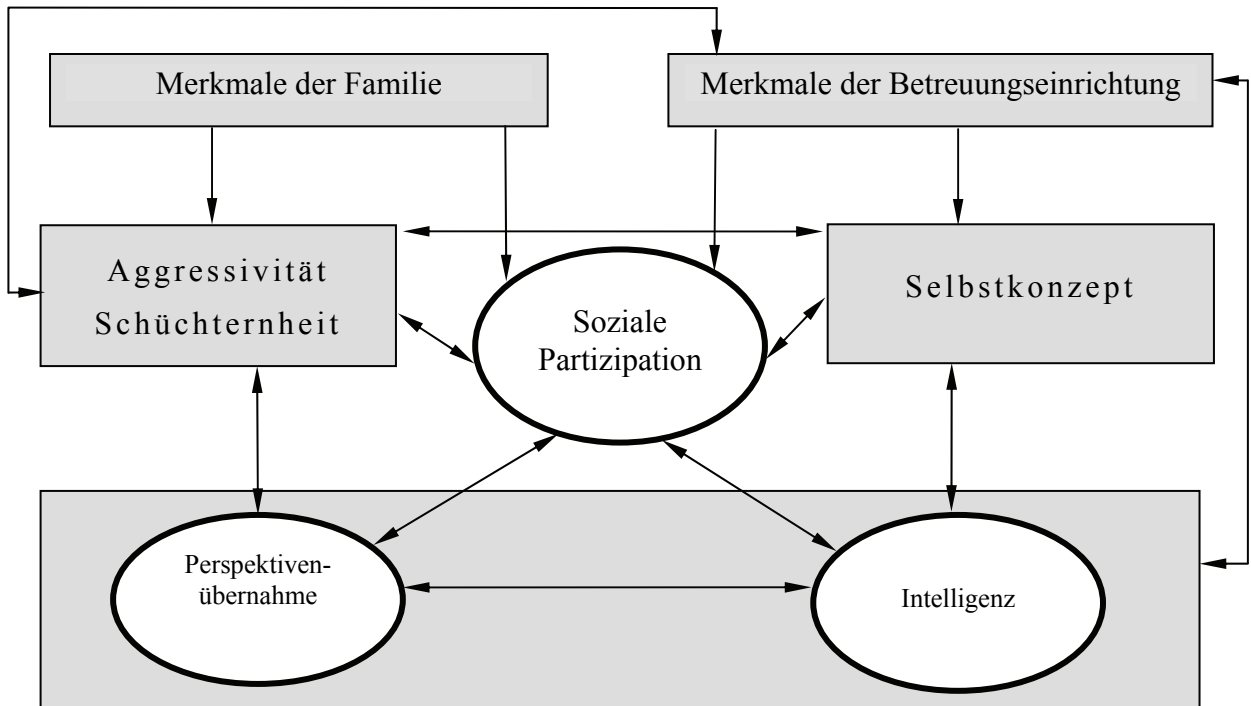 Merkmale der Familie
Merkmale der Betreuungseinrichtung
Aggressivität
Schüchternheit
Soziale
Partizipation
Selbstkonzept
Perspektiven-
übernahme
Intelligenz